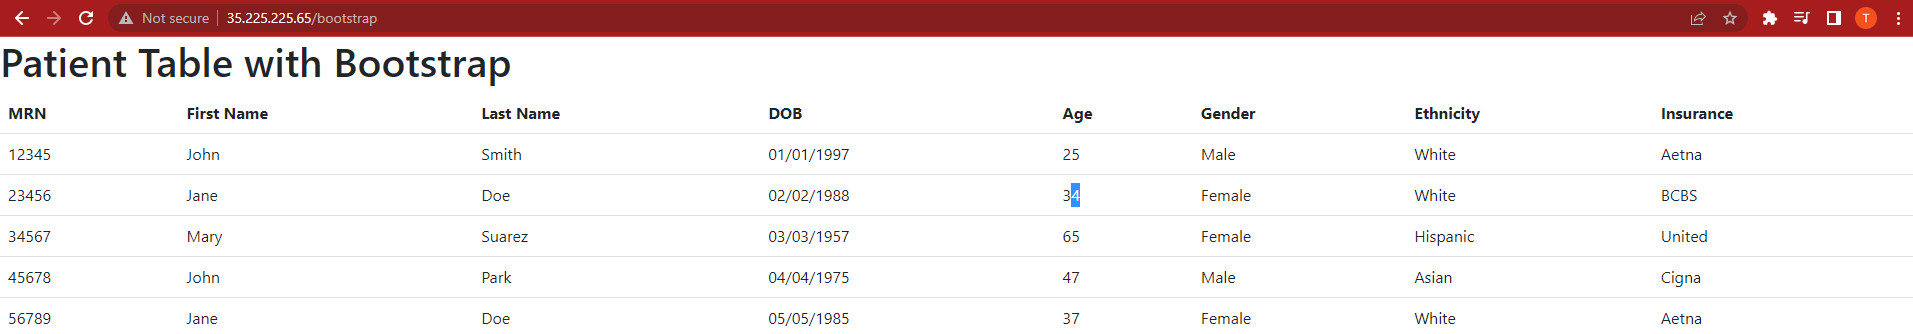 Not secure | 35.225.225.65/bootstrap T
Patient Table with Bootstrap
MRN First Name Last Name DOB Age Gender Ethnicity Insurance
12345 John Smith 01/01/1997 25 Male White Aetna
23456 Jane Doe 02/02/1988 34 Female White BCBS
34567 Mary Suarez 03/03/1957 65 Female Hispanic United
45678 John Park 04/04/1975 47 Male Asian Cigna
56789 Jane Doe 05/05/1985 37 Female White Aetna